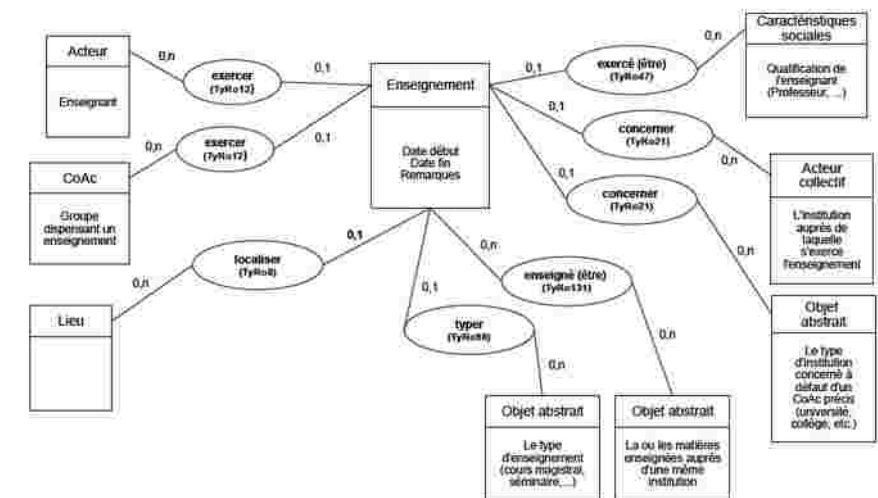 Acteur
Enseignant
0,n
exercer
(TyRo12)
0,1
CoAc
Groupe
dispensant un
enseignement
0,n
exercer
(TyRo12)
0,1
Enseignement
Date début
Date fin
Remarques
0,1
exercé (être)
(TyRo47)
0,n
Caractéristiques
sociales
Qualification de
l'enseignant
(Professeur, ...)
0,1
concerner
(TyRo21)
0,n
Acteur
collectif
L'institution
auprès de
laquelle
s'exerce
l'enseignement
0,1
concerner
(TyRo21)
0,n
Objet
abstrait
Le type
d'institution
concerné à
défaut d'un
CoAc précis
(université,
collège, etc.)
0,1
localiser
(TyRo8)
0,n
Lieu
0,1
typer
0,n
Objet abstrait
Le type
d'enseignement
(cours magistral,
séminaire,...)
0,n
enseigné (être)
(TyRo131)
0,n
Objet abstrait
La ou les matières
enseignées auprès
d'une même
institution